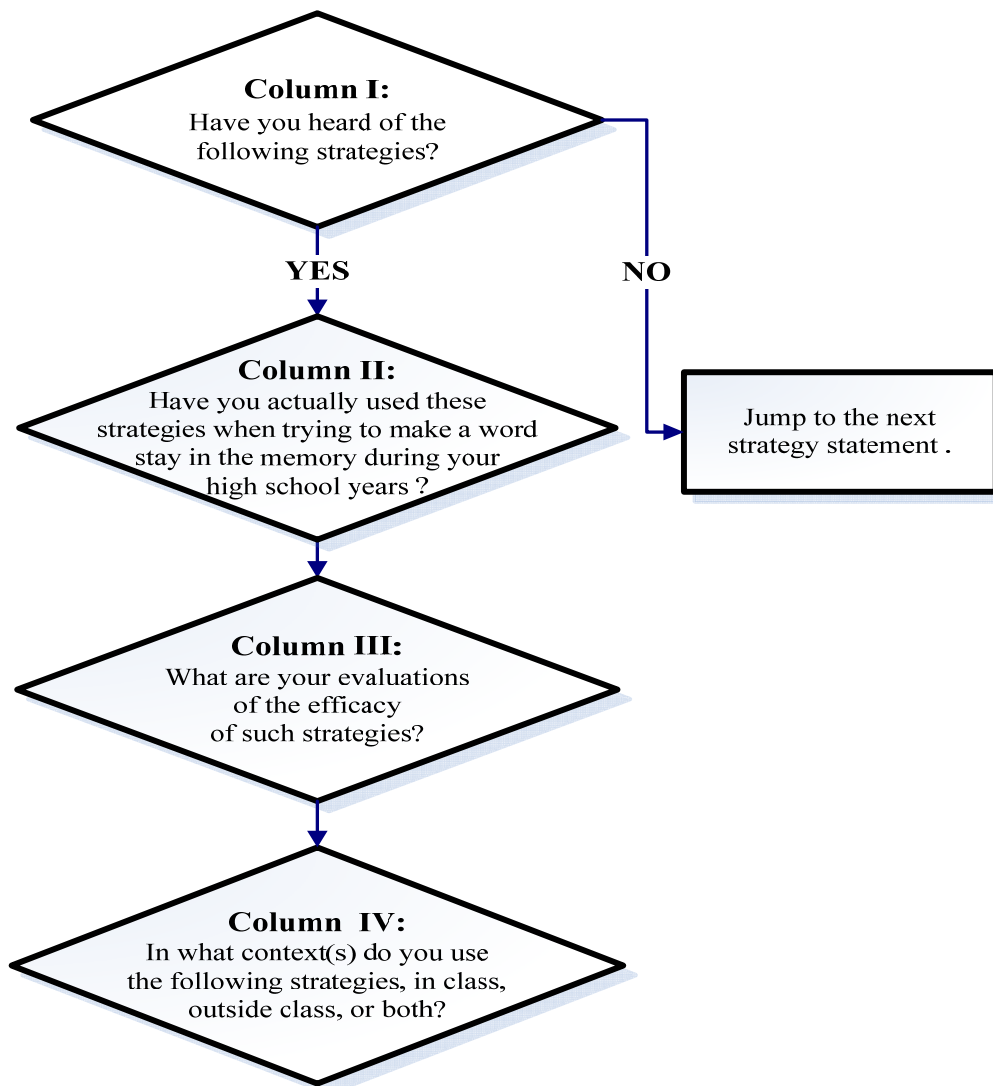 Column I:
Have you heard of the
following strategies?
YES
NO
Column II:
Have you actually used these
strategies when trying to make a word
stay in the memory during your
high school years ?
Jump to the next
strategy statement .
Column III:
What are your evaluations
of the efficacy
of such strategies?
Column IV:
In what context(s) do you use
the following strategies, in class,
outside class, or both?